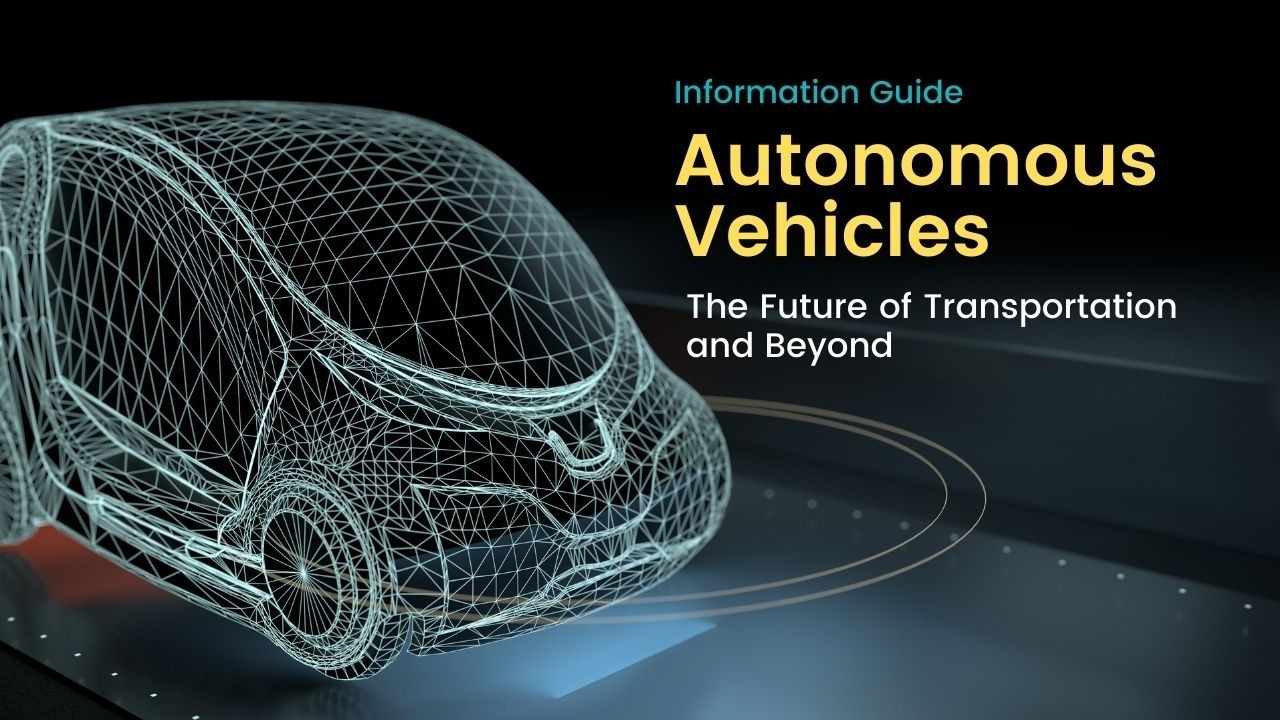 Information Guide
Autonomous
Vehicles
The Future of Transportation
and Beyond